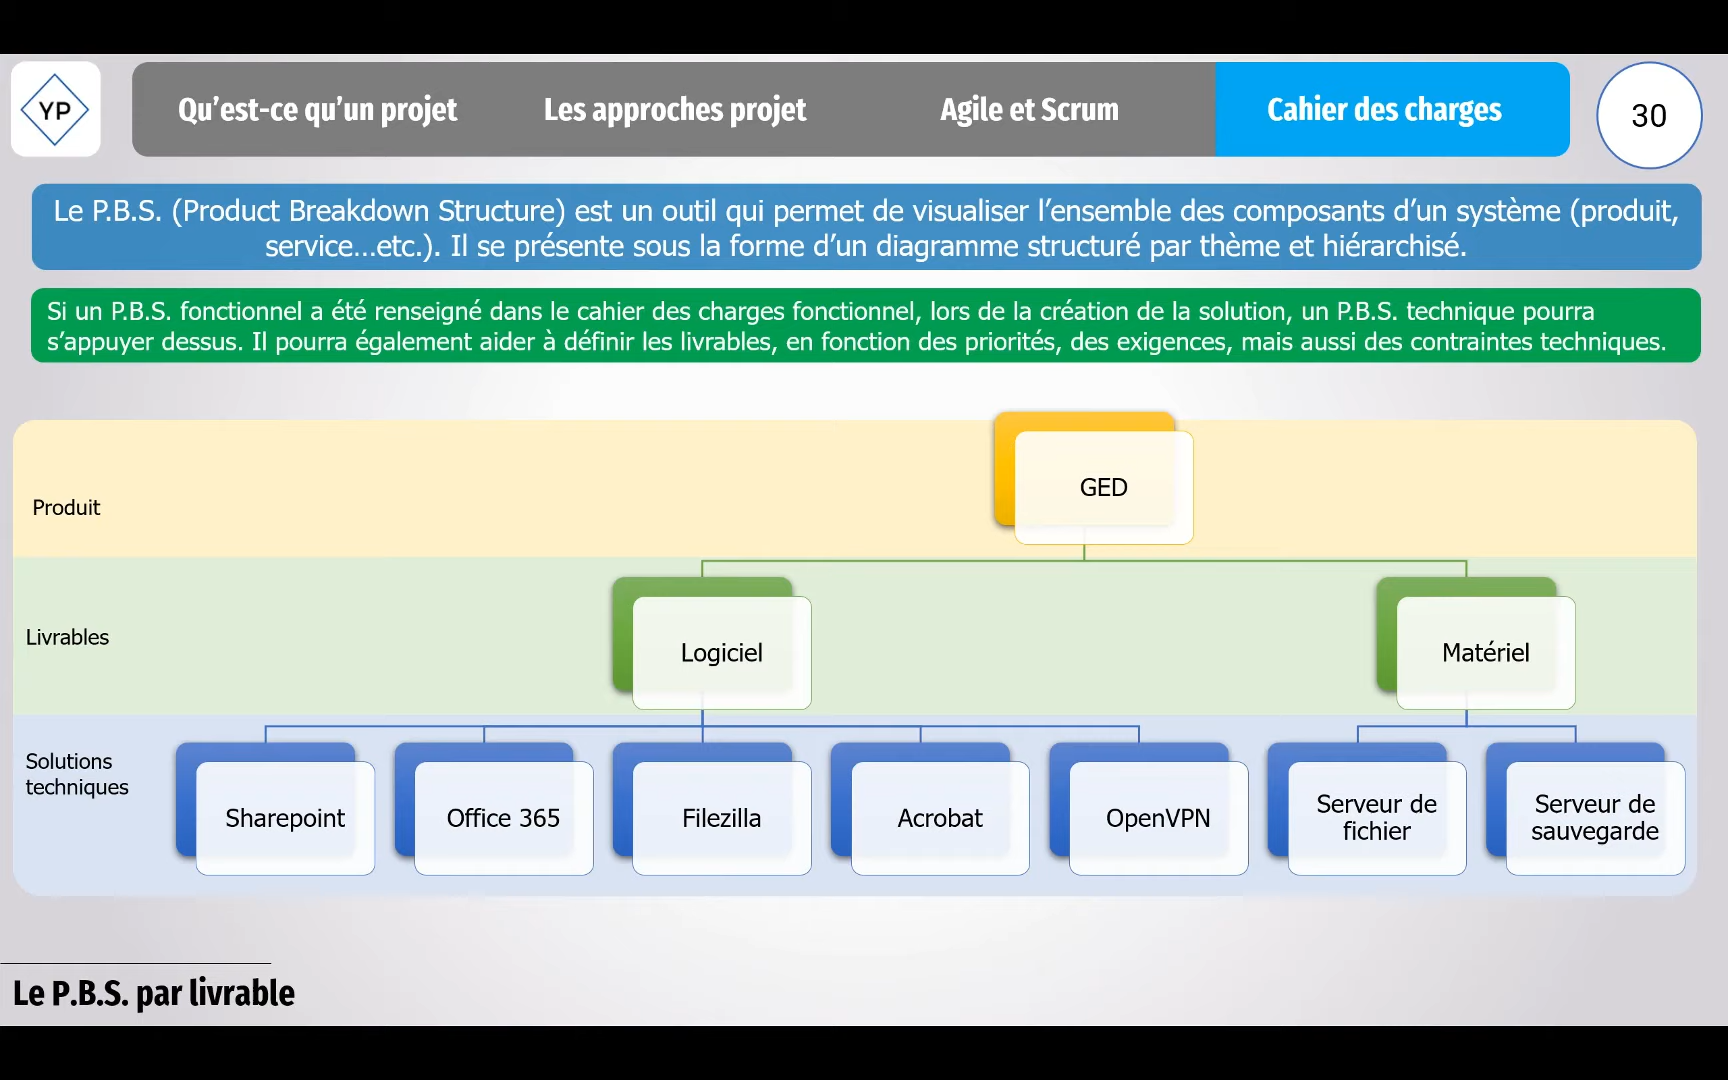 YP
Qu’est-ce qu’un projet
Les approches projet
Agile et Scrum
Cahier des charges
30
Le P.B.S. (Product Breakdown Structure) est un outil qui permet de visualiser l’ensemble des composants d’un système (produit,
service...etc.). Il se présente sous la forme d’un diagramme structuré par thème et hiérarchisé.
Si un P.B.S. fonctionnel a été renseigné dans le cahier des charges fonctionnel, lors de la création de la solution, un P.B.S. technique pourra
s’appuyer dessus. Il pourra également aider à définir les livrables, en fonction des priorités, des exigences, mais aussi des contraintes techniques.
Produit
GED
Livrables
Logiciel
Matériel
Solutions
techniques
Sharepoint
Office 365
Filezilla
Acrobat
OpenVPN
Serveur de
fichier
Serveur de
sauvegarde
Le P.B.S. par livrable